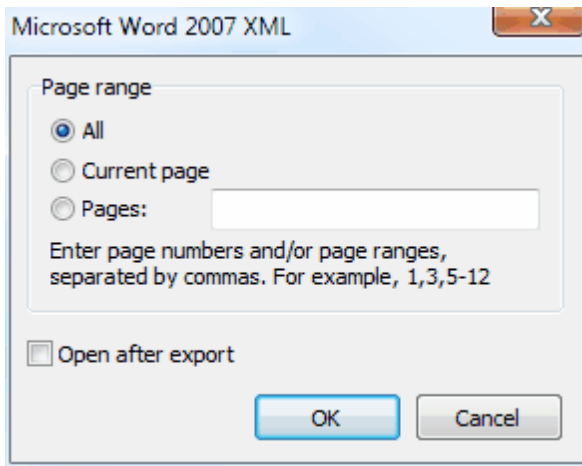 Microsoft Word 2007 XML
Page range
All
Current page
Pages:
Enter page numbers and/or page ranges,
separated by commas. For example, 1,3,5-12
Open after export
OK Cancel